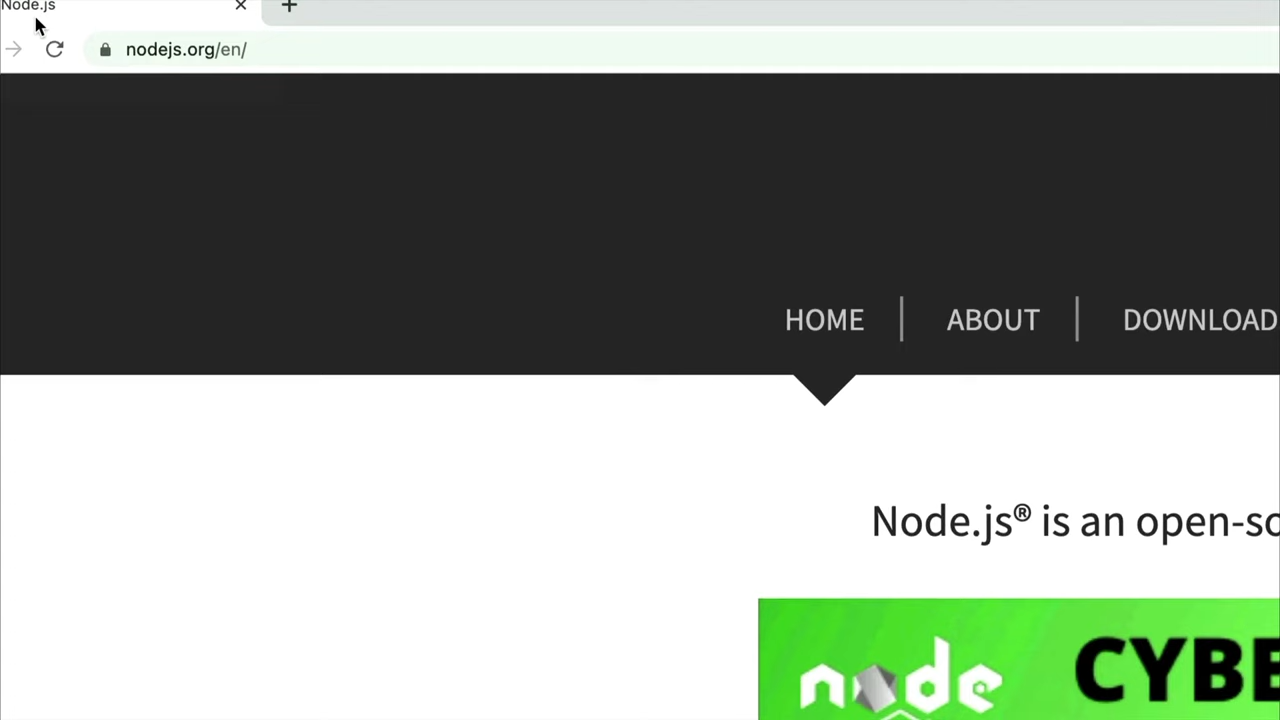 Node.js
nodejs.org/en/
HOME | ABOUT | DOWNLOAD
Node.js® is an open-so
node CYBE